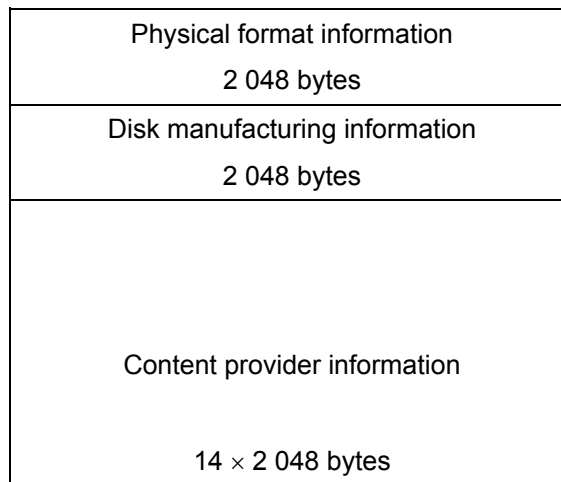 Physical format information
2 048 bytes
Disk manufacturing information
2 048 bytes
Content provider information
14 × 2 048 bytes